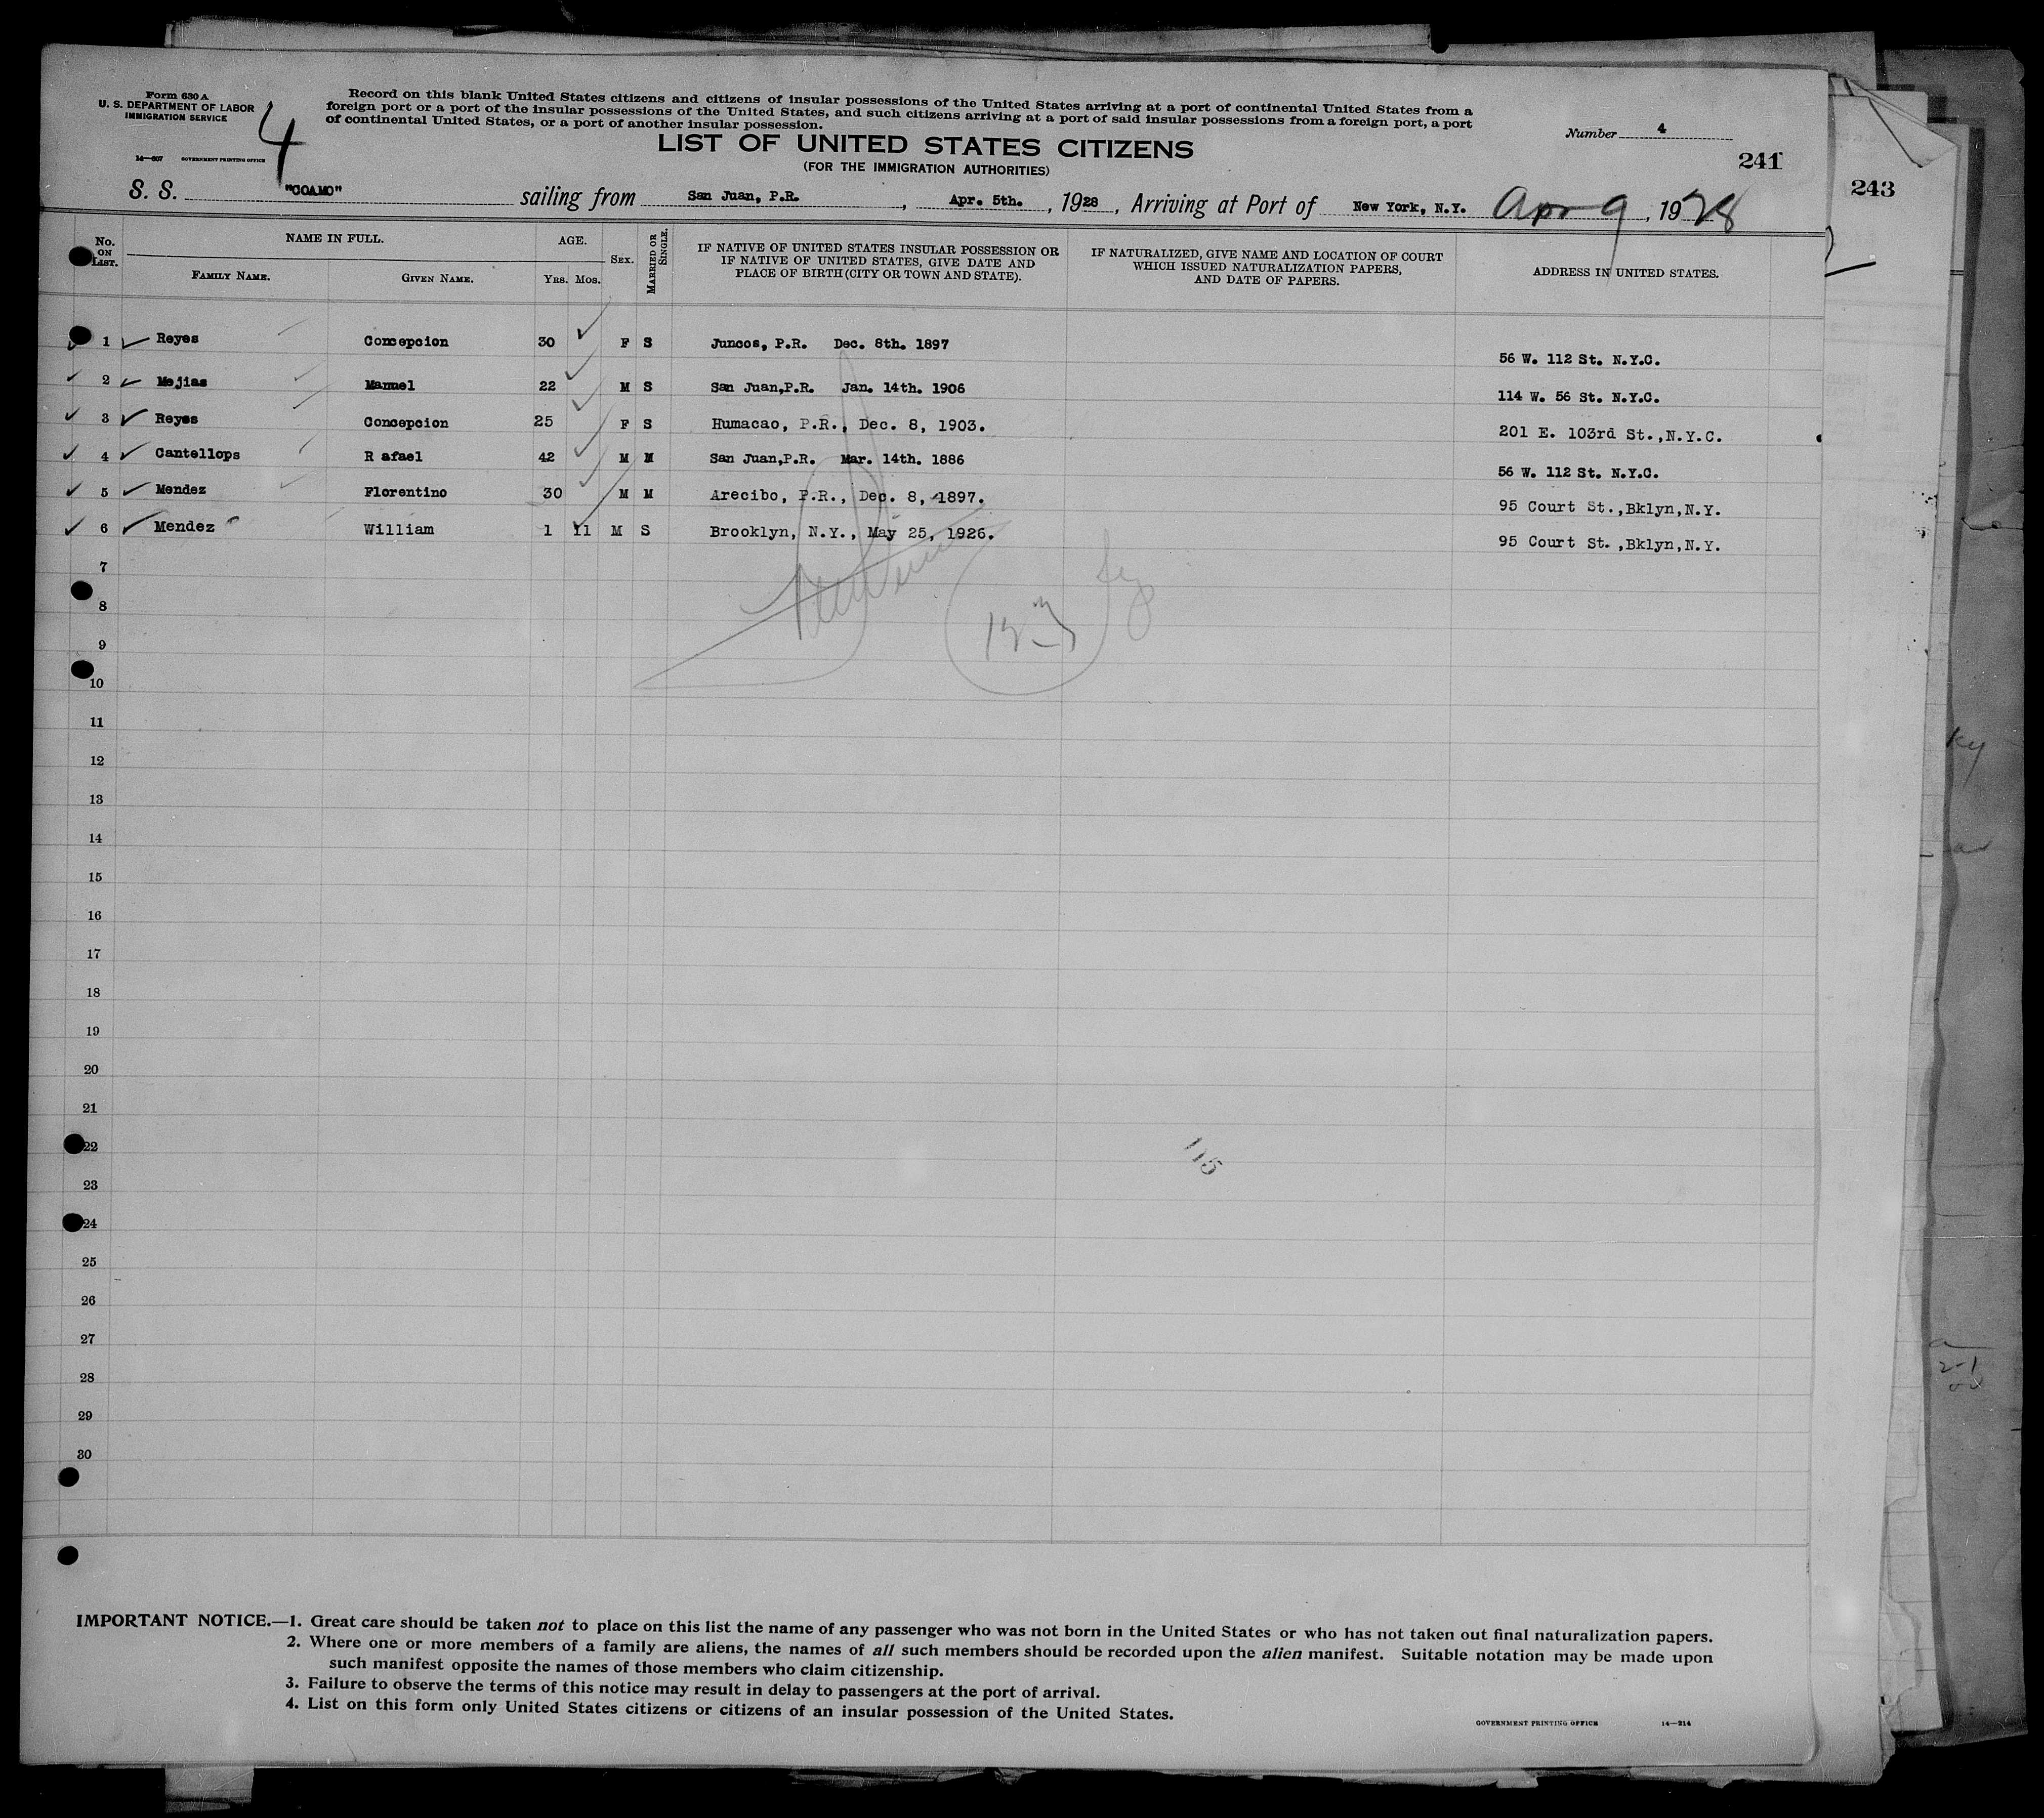 Form 630 A
U. S. DEPARTMENT OF LABOR
IMMIGRATION SERVICE
4
14—607 GOVERNMENT PRINTING OFFICE
Record on this blank United States citizens and citizens of insular possessions of the United States arriving at a port of continental United States from a
foreign port or a port of the insular possessions of the United States, and such citizens arriving at a port of said insular possessions from a foreign port, a port
of continental United States, or a port of another insular possession.
Number 4
LIST OF UNITED STATES CITIZENS
(FOR THE IMMIGRATION AUTHORITIES)
241
243
S. S. "COAMO" sailing from San Juan, P.R. , Apr. 5th. , 1928 , Arriving at Port of New York, N.Y. Apr 9 , 1928
No. ON LIST. NAME IN FULL. FAMILY NAME. GIVEN NAME. AGE. YRS. MOS. SEX. MARRIED OR SINGLE. IF NATIVE OF UNITED STATES INSULAR POSSESSION OR IF NATIVE OF UNITED STATES, GIVE DATE AND PLACE OF BIRTH (CITY OR TOWN AND STATE). IF NATURALIZED, GIVE NAME AND LOCATION OF COURT WHICH ISSUED NATURALIZATION PAPERS, AND DATE OF PAPERS. ADDRESS IN UNITED STATES.
1 Reyes Concepcion 30 F S Juncos, P.R. Dec. 8th. 1897 56 W. 112 St. N.Y.C.
2 Mejias Manuel 22 M S San Juan,P.R. Jan. 14th. 1906 114 W. 56 St. N.Y.C.
3 Reyes Concepcion 25 F S Humacao, P.R., Dec. 8, 1903. 201 E. 103rd St.,N.Y.C.
4 Cantellops R afael 42 M M San Juan,P.R. Mar. 14th. 1886 56 W. 112 St. N.Y.C.
5 Mendez Florentino 30 M M Arecibo, P.R., Dec. 8, 1897. 95 Court St.,Bklyn,N.Y.
6 Mendez William 1 11 M S Brooklyn, N.Y., May 25, 1926. 95 Court St.,Bklyn,N.Y.
7
8
9
10
11
12
13
14
15
16
17
18
19
20
21
22
115
23
24
25
26
27
28
29
30
IMPORTANT NOTICE.—1. Great care should be taken not to place on this list the name of any passenger who was not born in the United States or who has not taken out final naturalization papers.
2. Where one or more members of a family are aliens, the names of all such members should be recorded upon the alien manifest. Suitable notation may be made upon
such manifest opposite the names of those members who claim citizenship.
3. Failure to observe the terms of this notice may result in delay to passengers at the port of arrival.
4. List on this form only United States citizens or citizens of an insular possession of the United States.
GOVERNMENT PRINTING OFFICE 14—214